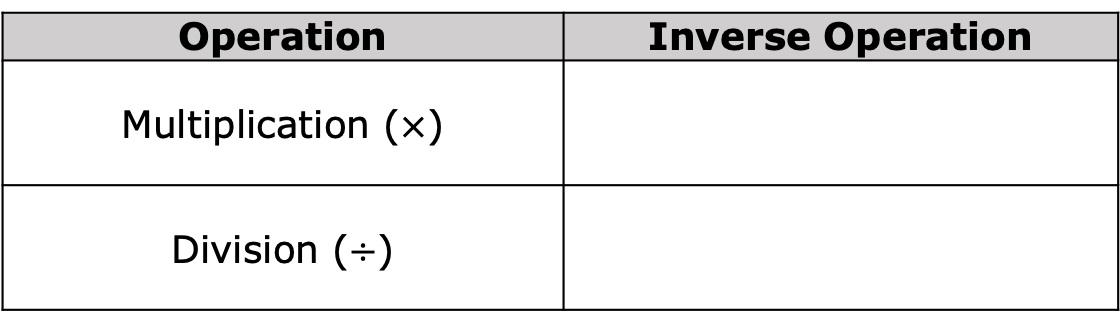 Operation Inverse Operation
Multiplication (×)
Division (÷)